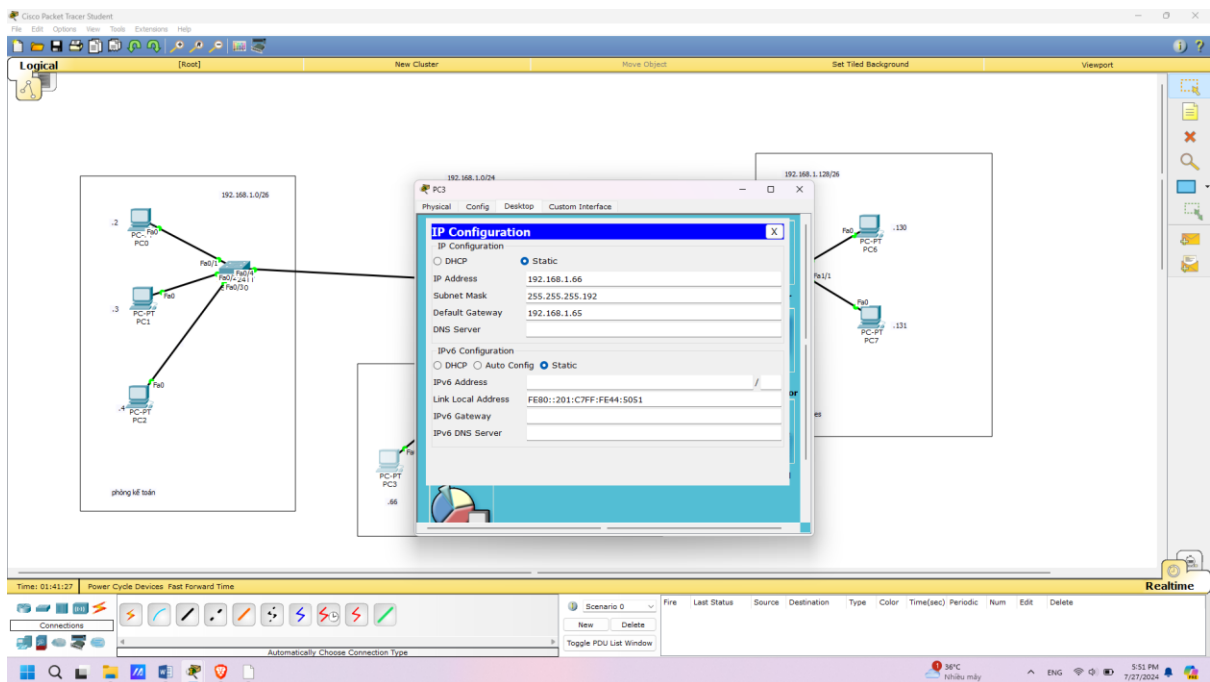 Cisco Packet Tracer Student
File Edit Options View Tools Extensions Help
Logical
[Root]
New Cluster
Move Object
Set Tiled Background
Viewport
192.168.1.0/26
.2
PC0
Fa0
Fa0/1
Fa0/4
Fa0/3
.3
Fa0
PC-PT
PC1
.4
Fa0
PC-PT
PC2
phòng kế toán
192.168.1.0/24
PC-PT
PC3
.66
192.168.1.128/26
Fa0
.130
PC-PT
PC6
Fa1/1
Fa0
.131
PC-PT
PC7
PC3
Physical Config Desktop Custom Interface
IP Configuration
X
IP Configuration
DHCP Static
IP Address 192.168.1.66
Subnet Mask 255.255.255.192
Default Gateway 192.168.1.65
DNS Server
IPv6 Configuration
DHCP Auto Config Static
IPv6 Address /
Link Local Address FE80::201:C7FF:FE44:5051
IPv6 Gateway
IPv6 DNS Server
Time: 01:41:27 Power Cycle Devices Fast Forward Time
Realtime
Connections
Automatically Choose Connection Type
Scenario 0
New Delete
Toggle PDU List Window
Fire Last Status Source Destination Type Color Time(sec) Periodic Num Edit Delete
36°C
Nhiều mây
ENG
5:51 PM
7/27/2024